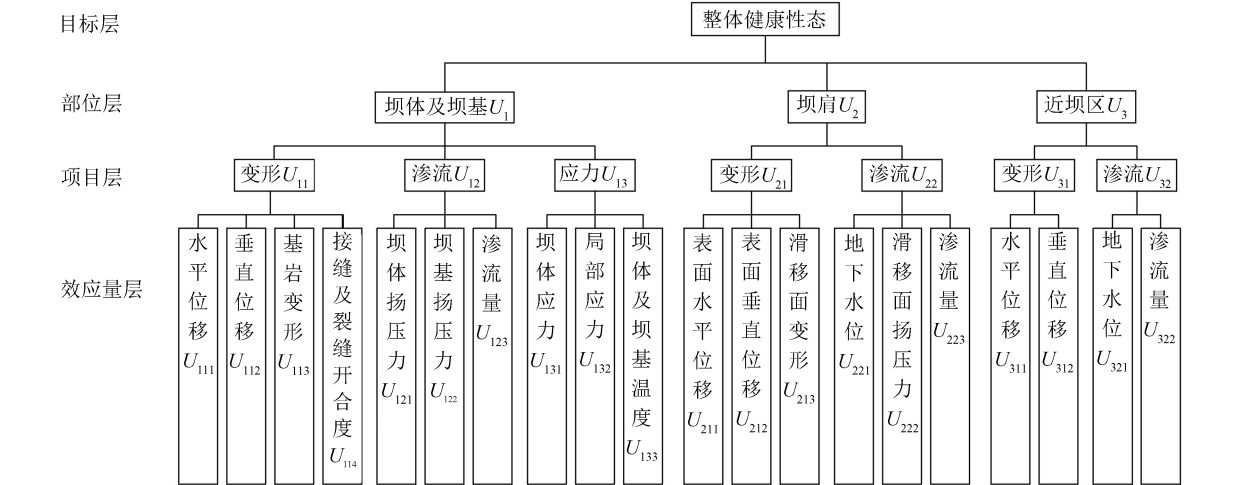 目标层
整体健康性态
部位层
坝体及坝基U1
坝肩U2
近坝区U3
项目层
变形U11
渗流U12
应力U13
变形U21
渗流U22
变形U31
渗流U32
效应量层
水平位移U111
垂直位移U112
基岩变形U113
接缝及裂缝开合度U114
坝体扬压力U121
坝基扬压力U122
渗流量U123
坝体应力U131
局部应力U132
坝体及坝基温度U133
表面水平位移U211
表面垂直位移U212
滑移面变形U213
地下水位U221
滑移面扬压力U222
渗流量U223
水平位移U311
垂直位移U312
地下水位U321
渗流量U322